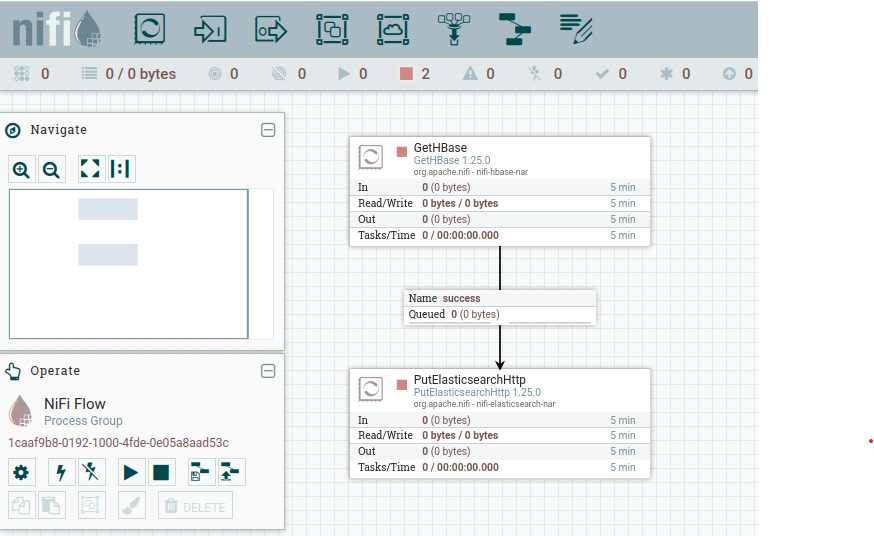 nifi
0 0 / 0 bytes 0 0 0 2 0 0 0 0 0
Navigate
GetHBase
GetHBase 1.25.0
org.apache.nifi - nifi-hbase-nar
In 0 (0 bytes) 5 min
Read/Write 0 bytes / 0 bytes 5 min
Out 0 (0 bytes) 5 min
Tasks/Time 0 / 00:00:00.000 5 min
Name success
Queued 0 (0 bytes)
PutElasticsearchHttp
PutElasticsearchHttp 1.25.0
org.apache.nifi - nifi-elasticsearch-nar
In 0 (0 bytes) 5 min
Read/Write 0 bytes / 0 bytes 5 min
Out 0 (0 bytes) 5 min
Tasks/Time 0 / 00:00:00.000 5 min
Operate
NiFi Flow
Process Group
1caaf9b8-0192-1000-4fde-0e05a8aad53c
DELETE